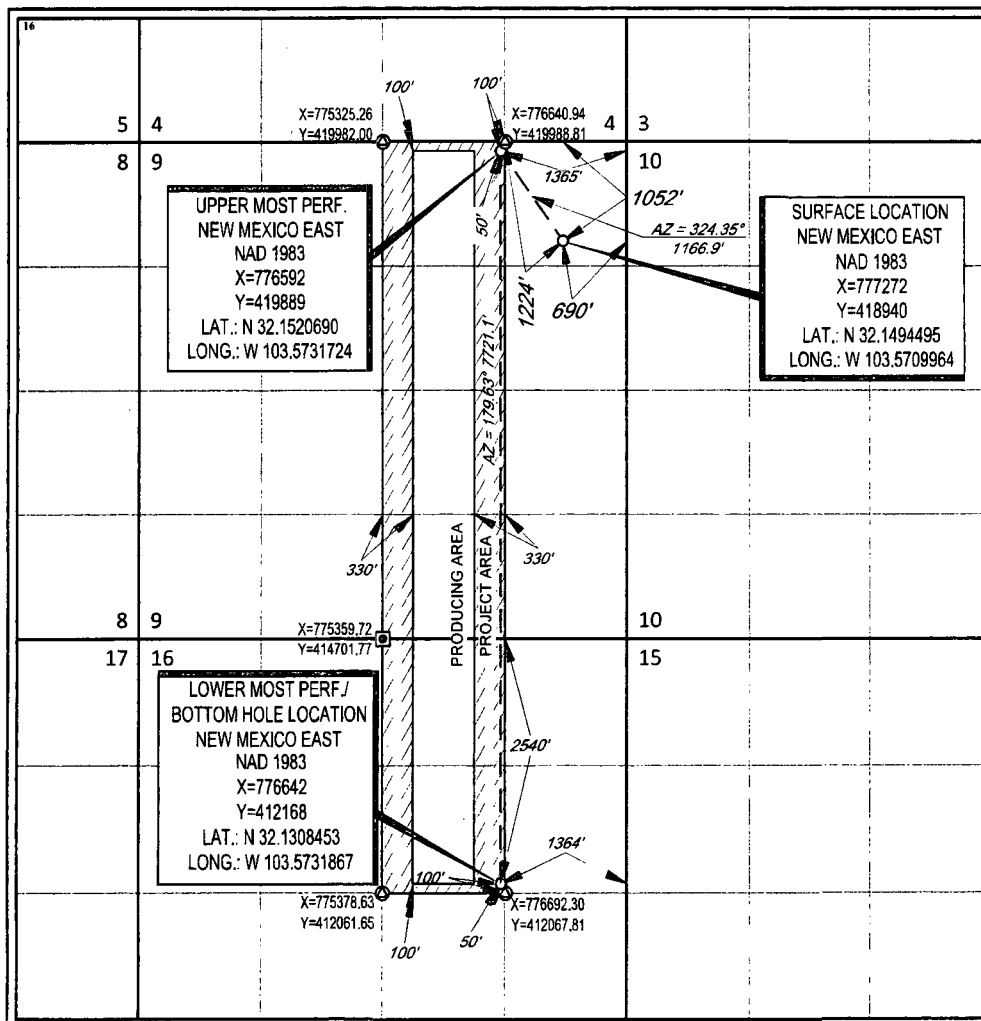 16
100'
100'
X=775325.26
Y=419982.00
X=776640.94
Y=419988.81
5 4
4 3
8 9
10
1365'
1052'
50'
AZ = 324.35°
1166.9'
UPPER MOST PERF.
NEW MEXICO EAST
NAD 1983
X=776592
Y=419889
LAT.: N 32.1520690
LONG.: W 103.5731724
SURFACE LOCATION
NEW MEXICO EAST
NAD 1983
X=777272
Y=418940
LAT.: N 32.1494495
LONG.: W 103.5709964
1224'
690'
AZ = 179.63° 7721.1'
330'
330'
PRODUCING AREA
PROJECT AREA
8 9
10
X=775359.72
Y=414701.77
17 16
15
LOWER MOST PERF./
BOTTOM HOLE LOCATION
NEW MEXICO EAST
NAD 1983
X=776642
Y=412168
LAT.: N 32.1308453
LONG.: W 103.5731867
2540'
1364'
100'
X=775378.63
Y=412061.65
X=776692.30
Y=412067.81
50'
100'